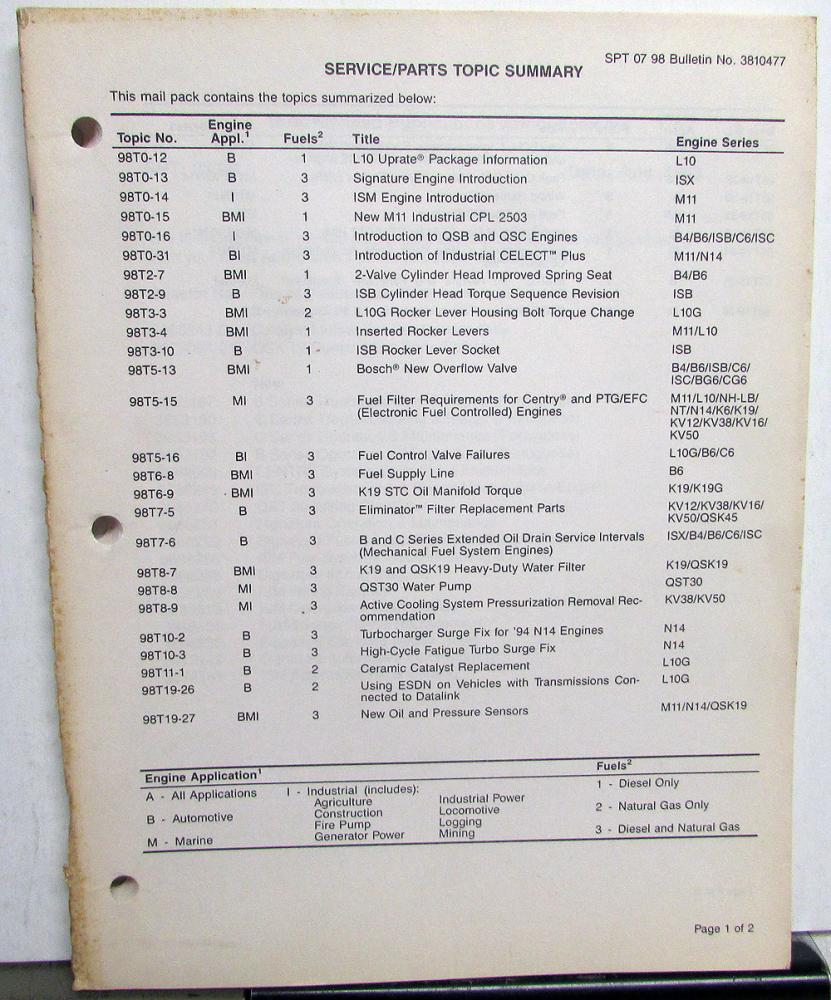 SPT 07 98 Bulletin No. 3810477
SERVICE/PARTS TOPIC SUMMARY
This mail pack contains the topics summarized below:
Topic No. Engine Appl.¹ Fuels² Title Engine Series
98T0-12 B 1 L10 Uprate® Package Information L10
98T0-13 B 3 Signature Engine Introduction ISX
98T0-14 I 3 ISM Engine Introduction M11
98T0-15 BMI 1 New M11 Industrial CPL 2503 M11
98T0-16 I 3 Introduction to QSB and QSC Engines B4/B6/ISB/C6/ISC
98T0-31 BI 3 Introduction of Industrial CELECT™ Plus M11/N14
98T2-7 BMI 1 2-Valve Cylinder Head Improved Spring Seat B4/B6
98T2-9 B 3 ISB Cylinder Head Torque Sequence Revision ISB
98T3-3 BMI 2 L10G Rocker Lever Housing Bolt Torque Change L10G
98T3-4 BMI 1 Inserted Rocker Levers M11/L10
98T3-10 B 1 ISB Rocker Lever Socket ISB
98T5-13 BMI 1 Bosch® New Overflow Valve B4/B6/ISB/C6/
ISC/BG6/CG6
98T5-15 MI 3 Fuel Filter Requirements for Centry® and PTG/EFC M11/L10/NH-LB/
(Electronic Fuel Controlled) Engines NT/N14/K6/K19/
KV12/KV38/KV16/
KV50
98T5-16 BI 3 Fuel Control Valve Failures L10G/B6/C6
98T6-8 BMI 3 Fuel Supply Line B6
98T6-9 BMI 3 K19 STC Oil Manifold Torque K19/K19G
98T7-5 B 3 Eliminator™ Filter Replacement Parts KV12/KV38/KV16/
KV50/QSK45
98T7-6 B 3 B and C Series Extended Oil Drain Service Intervals ISX/B4/B6/C6/ISC
(Mechanical Fuel System Engines)
98T8-7 BMI 3 K19 and QSK19 Heavy-Duty Water Filter K19/QSK19
98T8-8 MI 3 QST30 Water Pump QST30
98T8-9 MI 3 Active Cooling System Pressurization Removal Rec- KV38/KV50
ommendation
98T10-2 B 3 Turbocharger Surge Fix for '94 N14 Engines N14
98T10-3 B 3 High-Cycle Fatigue Turbo Surge Fix N14
98T11-1 B 2 Ceramic Catalyst Replacement L10G
98T19-26 B 2 Using ESDN on Vehicles with Transmissions Con- L10G
nected to Datalink
98T19-27 BMI 3 New Oil and Pressure Sensors M11/N14/QSK19
Engine Application¹ Fuels²
A - All Applications I - Industrial (includes): 1 - Diesel Only
Agriculture Industrial Power
B - Automotive Construction Locomotive 2 - Natural Gas Only
Fire Pump Logging
M - Marine Generator Power Mining 3 - Diesel and Natural Gas
Page 1 of 2